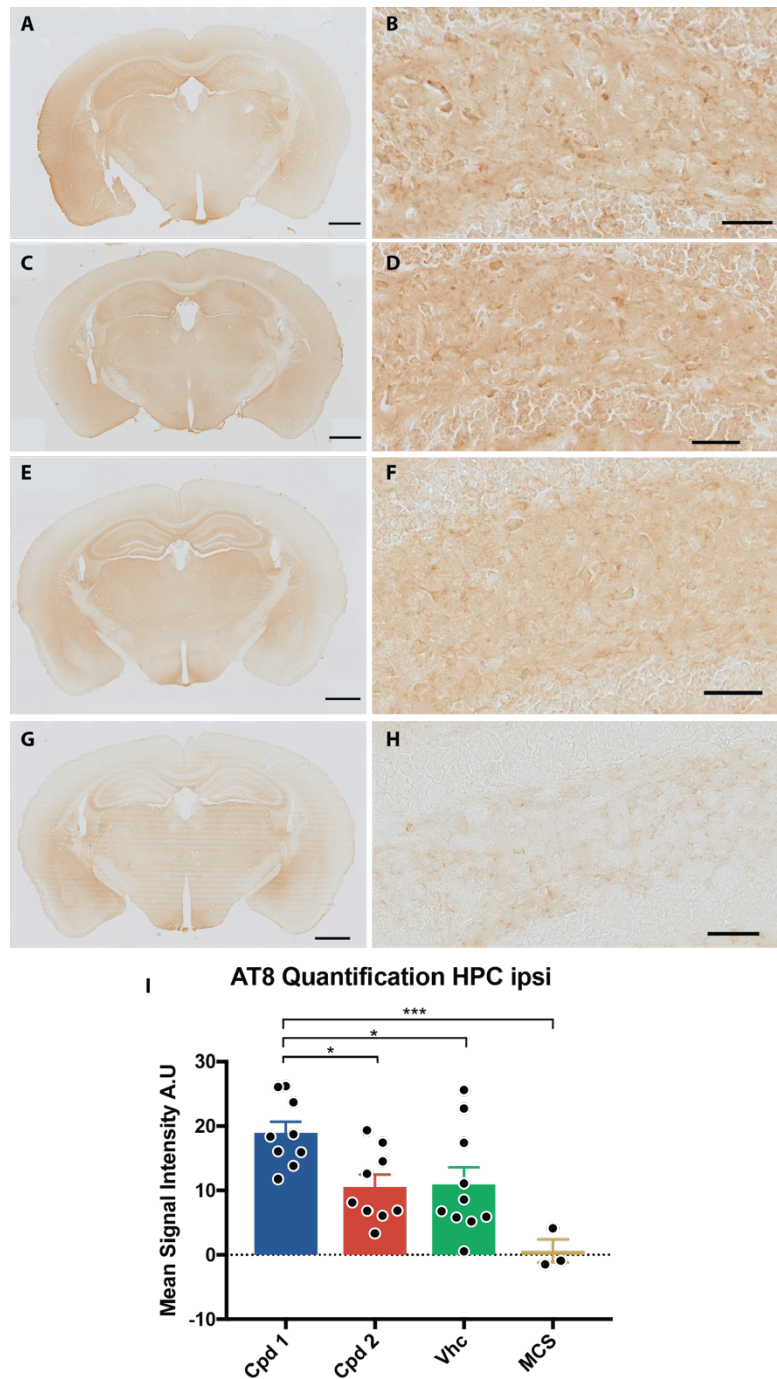 A
B
C
D
E
F
G
H
I
AT8 Quantification HPC ipsi
***
*
*
Mean Signal Intensity A.U
30
20
10
0
-10
Cpd 1
Cpd 2
Vhc
MCS